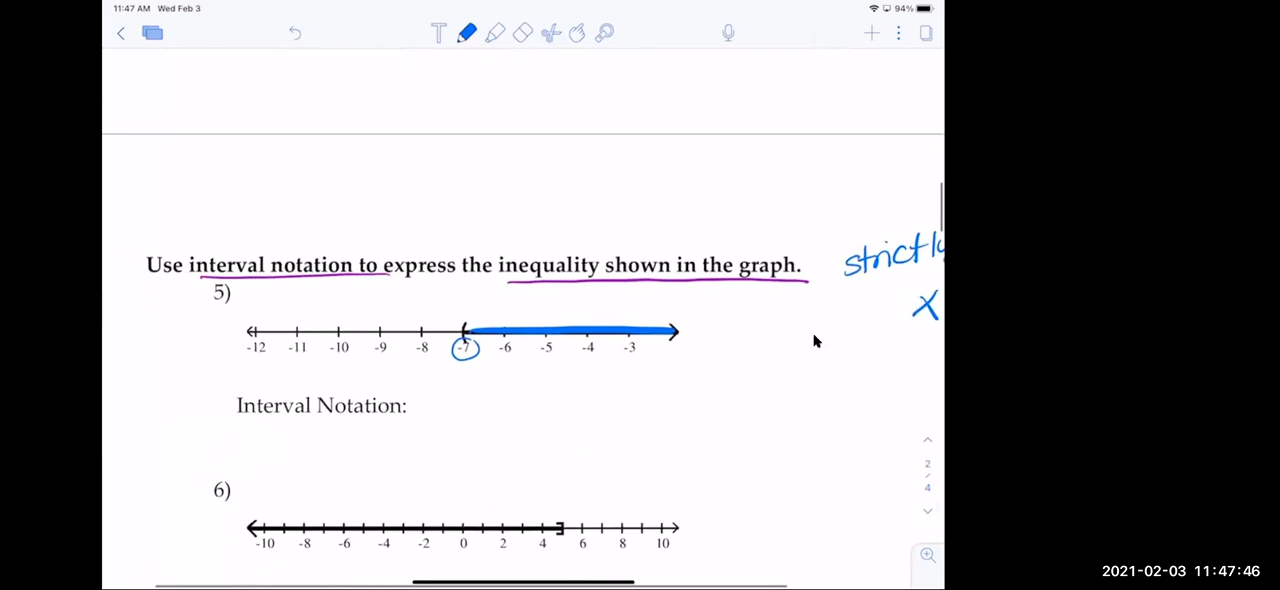 11:47 AM Wed Feb 3
94%
T
Use interval notation to express the inequality shown in the graph.
strictly
x
5)
-12 -11 -10 -9 -8 -7 -6 -5 -4 -3
Interval Notation:
2
/
4
6)
-10 -8 -6 -4 -2 0 2 4 6 8 10
2021-02-03 11:47:46